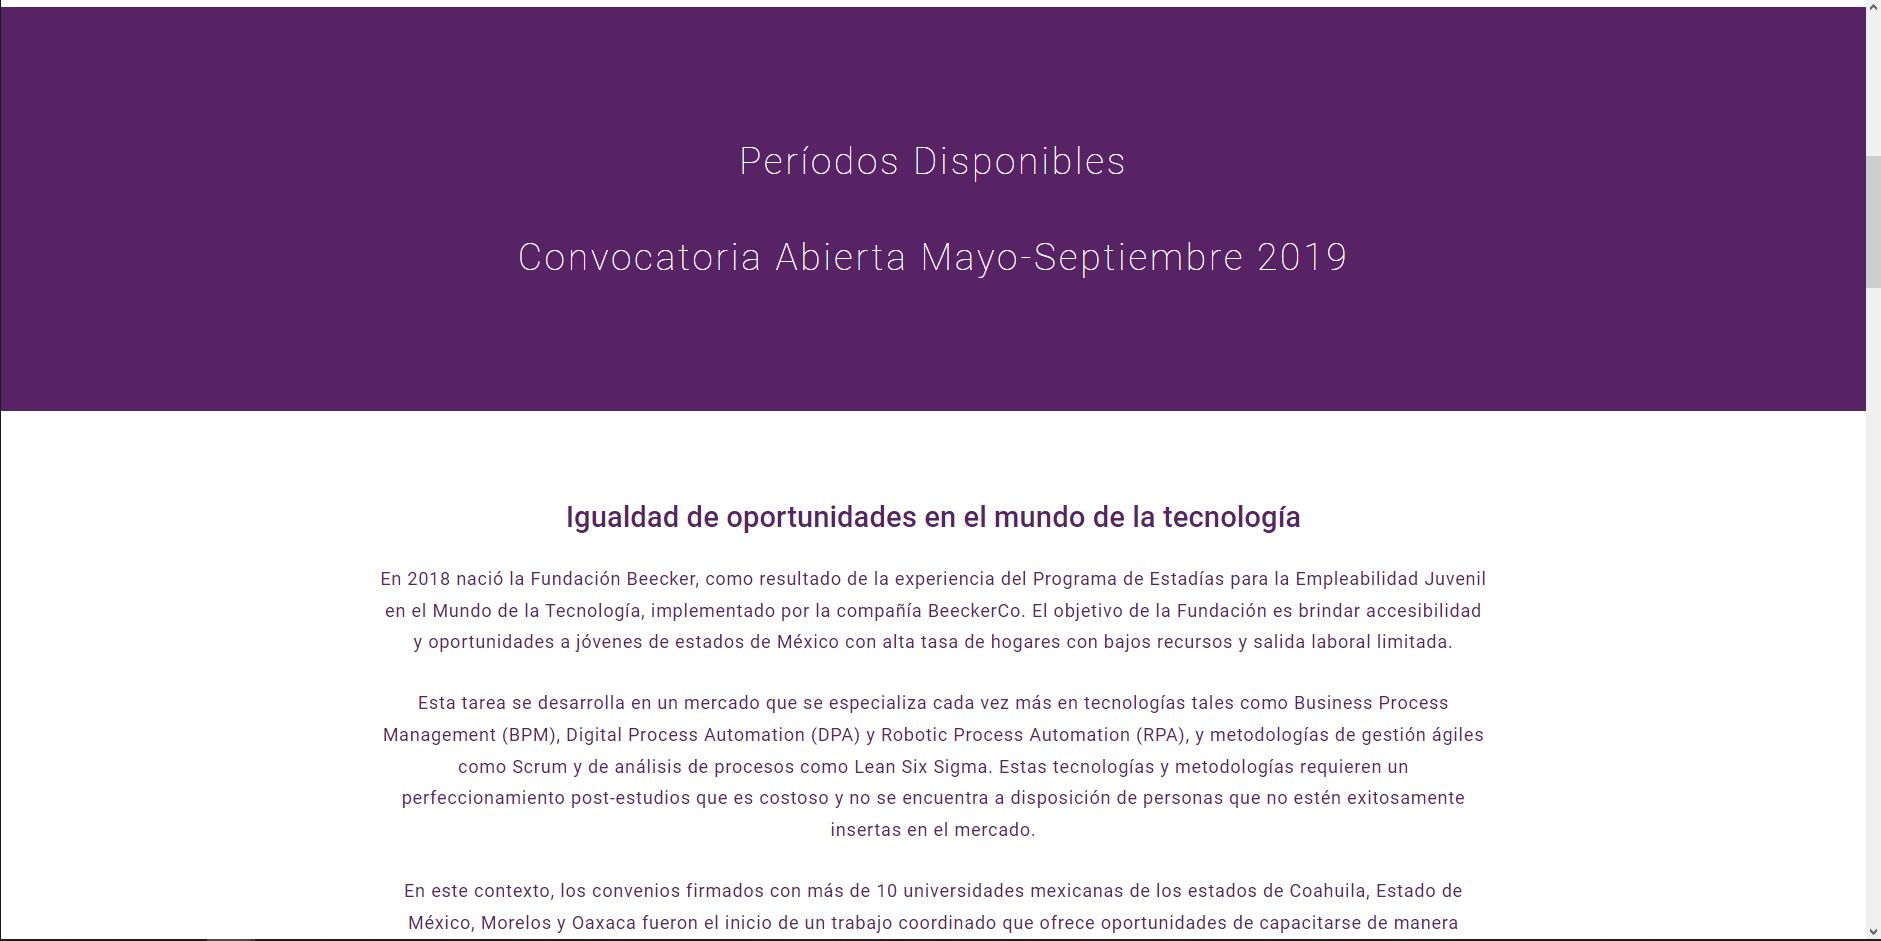 Períodos Disponibles
Convocatoria Abierta Mayo-Septiembre 2019
Igualdad de oportunidades en el mundo de la tecnología
En 2018 nació la Fundación Beecker, como resultado de la experiencia del Programa de Estadías para la Empleabilidad Juvenil
en el Mundo de la Tecnología, implementado por la compañía BeeckerCo. El objetivo de la Fundación es brindar accesibilidad
y oportunidades a jóvenes de estados de México con alta tasa de hogares con bajos recursos y salida laboral limitada.
Esta tarea se desarrolla en un mercado que se especializa cada vez más en tecnologías tales como Business Process
Management (BPM), Digital Process Automation (DPA) y Robotic Process Automation (RPA), y metodologías de gestión ágiles
como Scrum y de análisis de procesos como Lean Six Sigma. Estas tecnologías y metodologías requieren un
perfeccionamiento post-estudios que es costoso y no se encuentra a disposición de personas que no estén exitosamente
insertas en el mercado.
En este contexto, los convenios firmados con más de 10 universidades mexicanas de los estados de Coahuila, Estado de
México, Morelos y Oaxaca fueron el inicio de un trabajo coordinado que ofrece oportunidades de capacitarse de manera